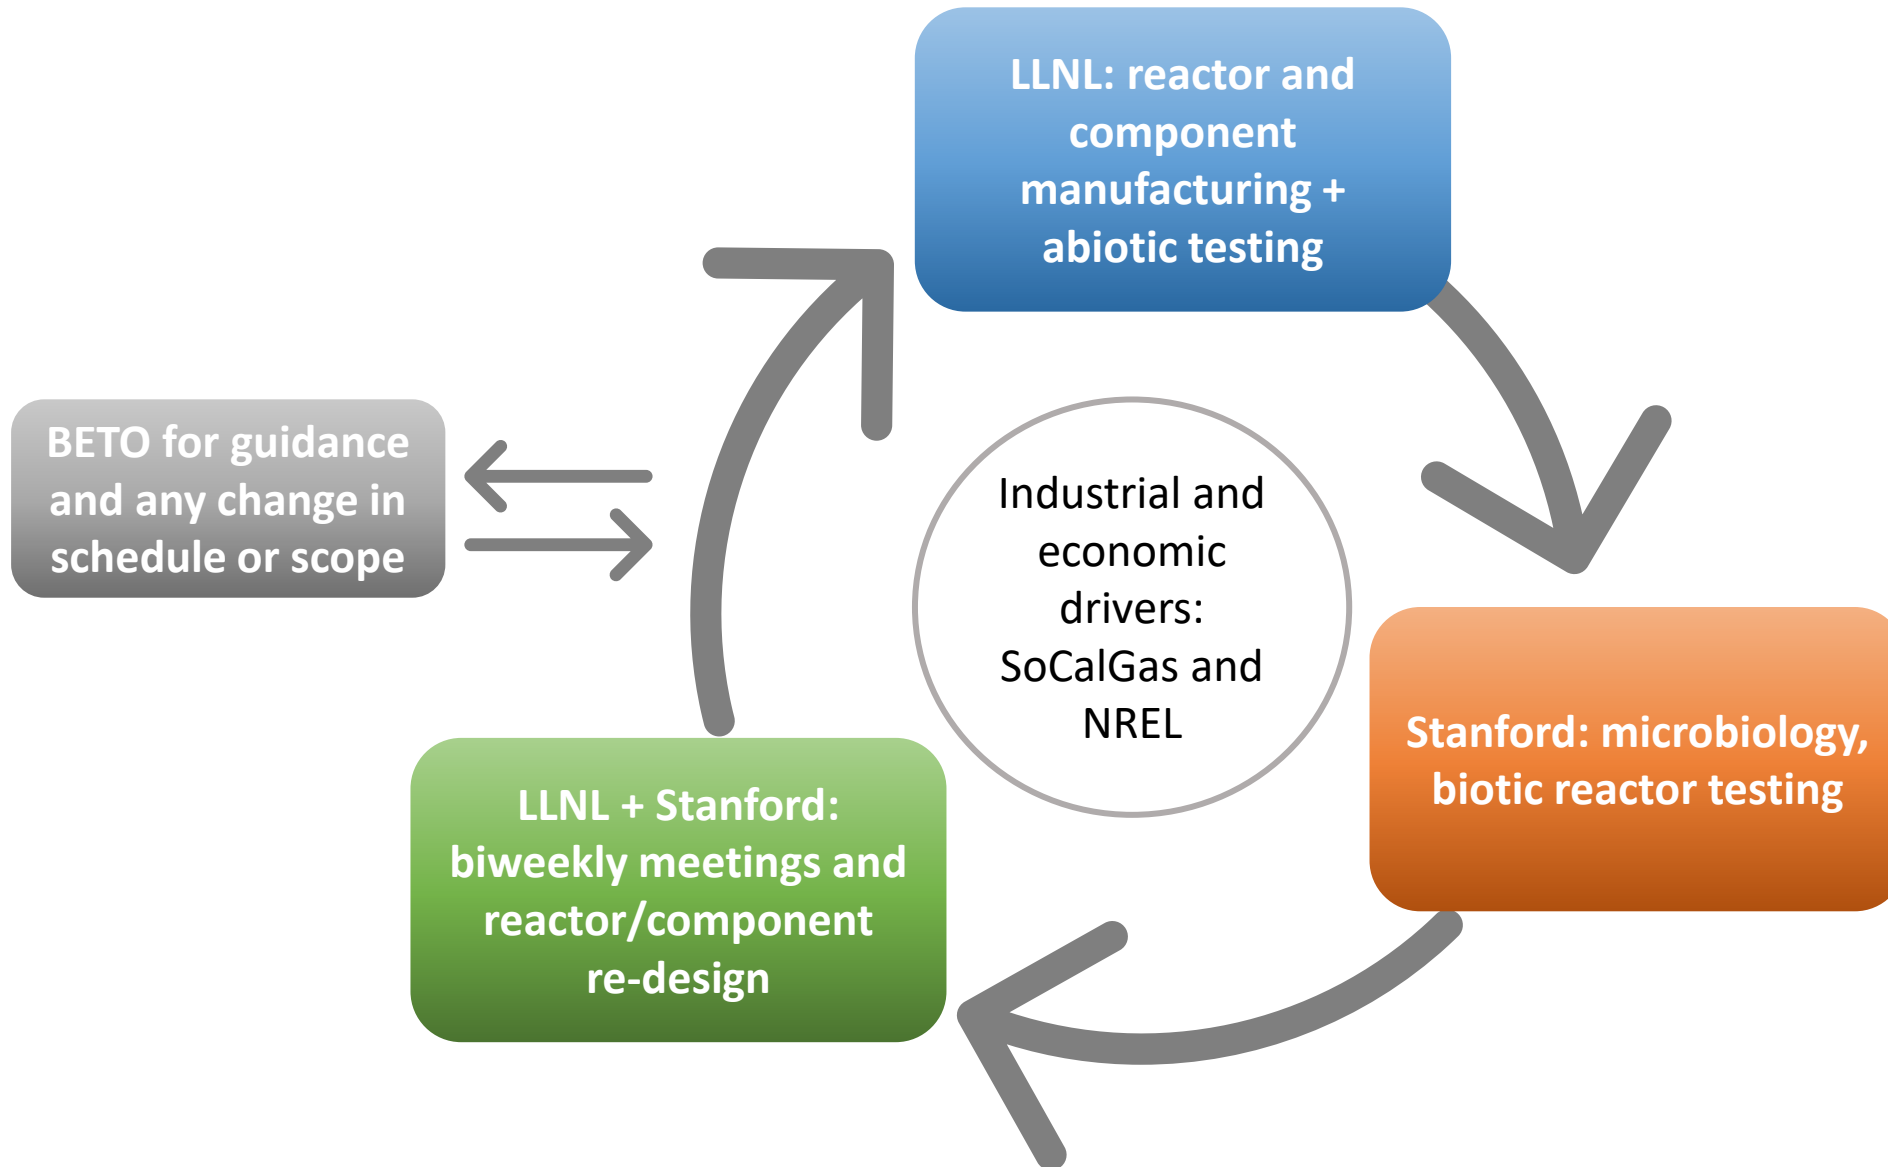 LLNL: reactor and
component
manufacturing +
abiotic testing
BETO for guidance
and any change in
schedule or scope
Industrial and
economic
drivers:
SoCalGas and
NREL
Stanford: microbiology,
biotic reactor testing
LLNL + Stanford:
biweekly meetings and
reactor/component
re-design